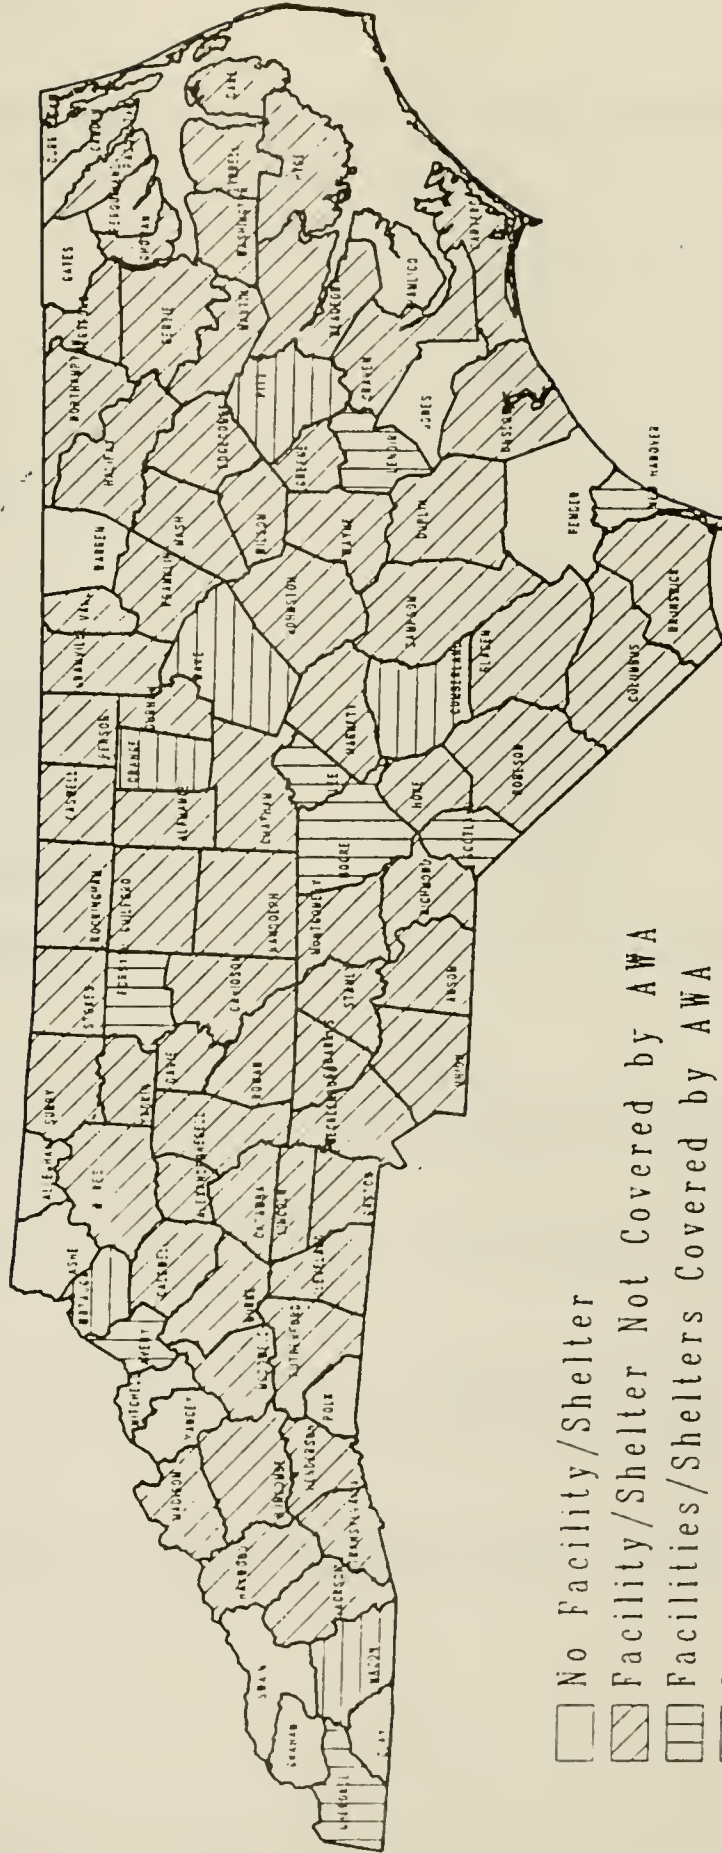 CURRITUCK
CAMDEN
GATES
PERQUIMANS
CHOWAN
HERTFORD
NORTHAMPTON
WARREN
VANCE
GRANVILLE
PERSON
CASWELL
ROCKINGHAM
STOKES
SURRY
ALLEGHANY
ASHE
WATAUGA
AVERY
MITCHELL
YANCEY
MADISON
HAYWOOD
SWAIN
GRAHAM
CHEROKEE
CLAY
MACON
JACKSON
TRANSYLVANIA
HENDERSON
BUNCOMBE
POLK
RUTHERFORD
MCDOWELL
BURKE
CALDWELL
WILKES
ALEXANDER
CATAWBA
LINCOLN
CLEVELAND
GASTON
IREDELL
YADKIN
DAVIE
FORSYTH
DAVIDSON
ROWAN
MECKLENBURG
CABARRUS
STANLY
UNION
ANSON
MONTGOMERY
RICHMOND
RANDOLPH
GUILFORD
ALAMANCE
ORANGE
DURHAM
CHATHAM
LEE
MOORE
HOKE
SCOTLAND
ROBESON
HARNETT
CUMBERLAND
WAKE
FRANKLIN
HALIFAX
NASH
EDGECOMBE
WILSON
JOHNSTON
WAYNE
SAMPSON
BLADEN
COLUMBUS
BRUNSWICK
NEW HANOVER
PENDER
DUPLIN
ONSLOW
JONES
LENOIR
GREENE
PITT
CRAVEN
PAMLICO
CARTERET
BEAUFORT
HYDE
DARE
TYRRELL
WASHINGTON
MARTIN
BERTIE
No Facility/Shelter
Facility/Shelter Not Covered by AWA
Facilities/Shelters Covered by AWA